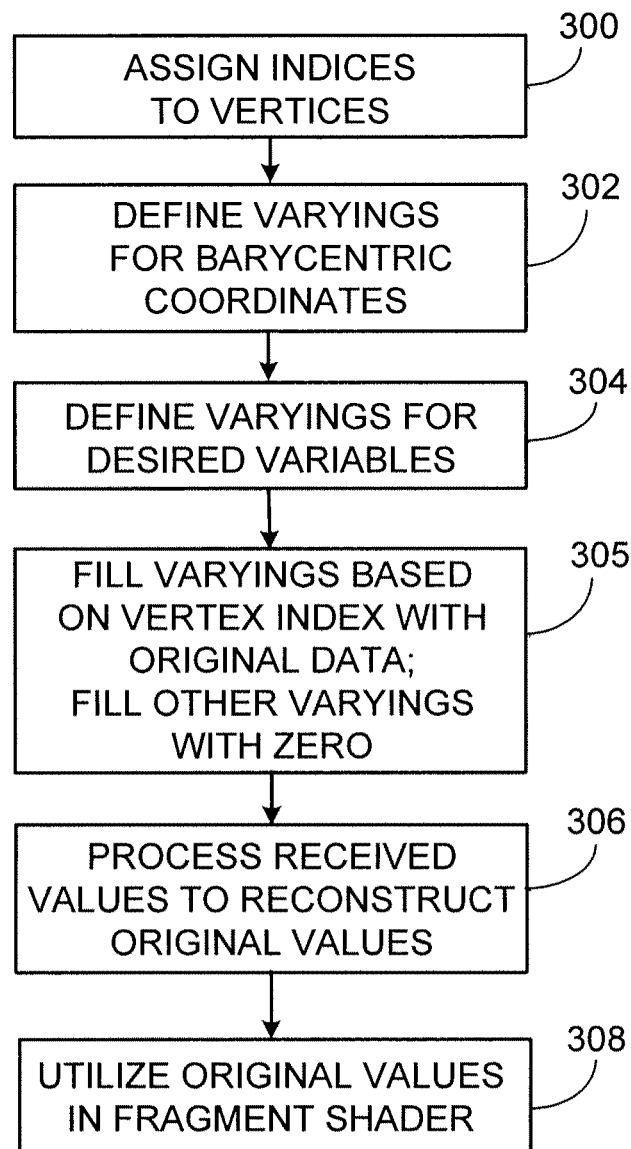 300
ASSIGN INDICES
TO VERTICES
302
DEFINE VARYINGS
FOR BARYCENTRIC
COORDINATES
304
DEFINE VARYINGS FOR
DESIRED VARIABLES
305
FILL VARYINGS BASED
ON VERTEX INDEX WITH
ORIGINAL DATA;
FILL OTHER VARYINGS
WITH ZERO
306
PROCESS RECEIVED
VALUES TO RECONSTRUCT
ORIGINAL VALUES
308
UTILIZE ORIGINAL VALUES
IN FRAGMENT SHADER